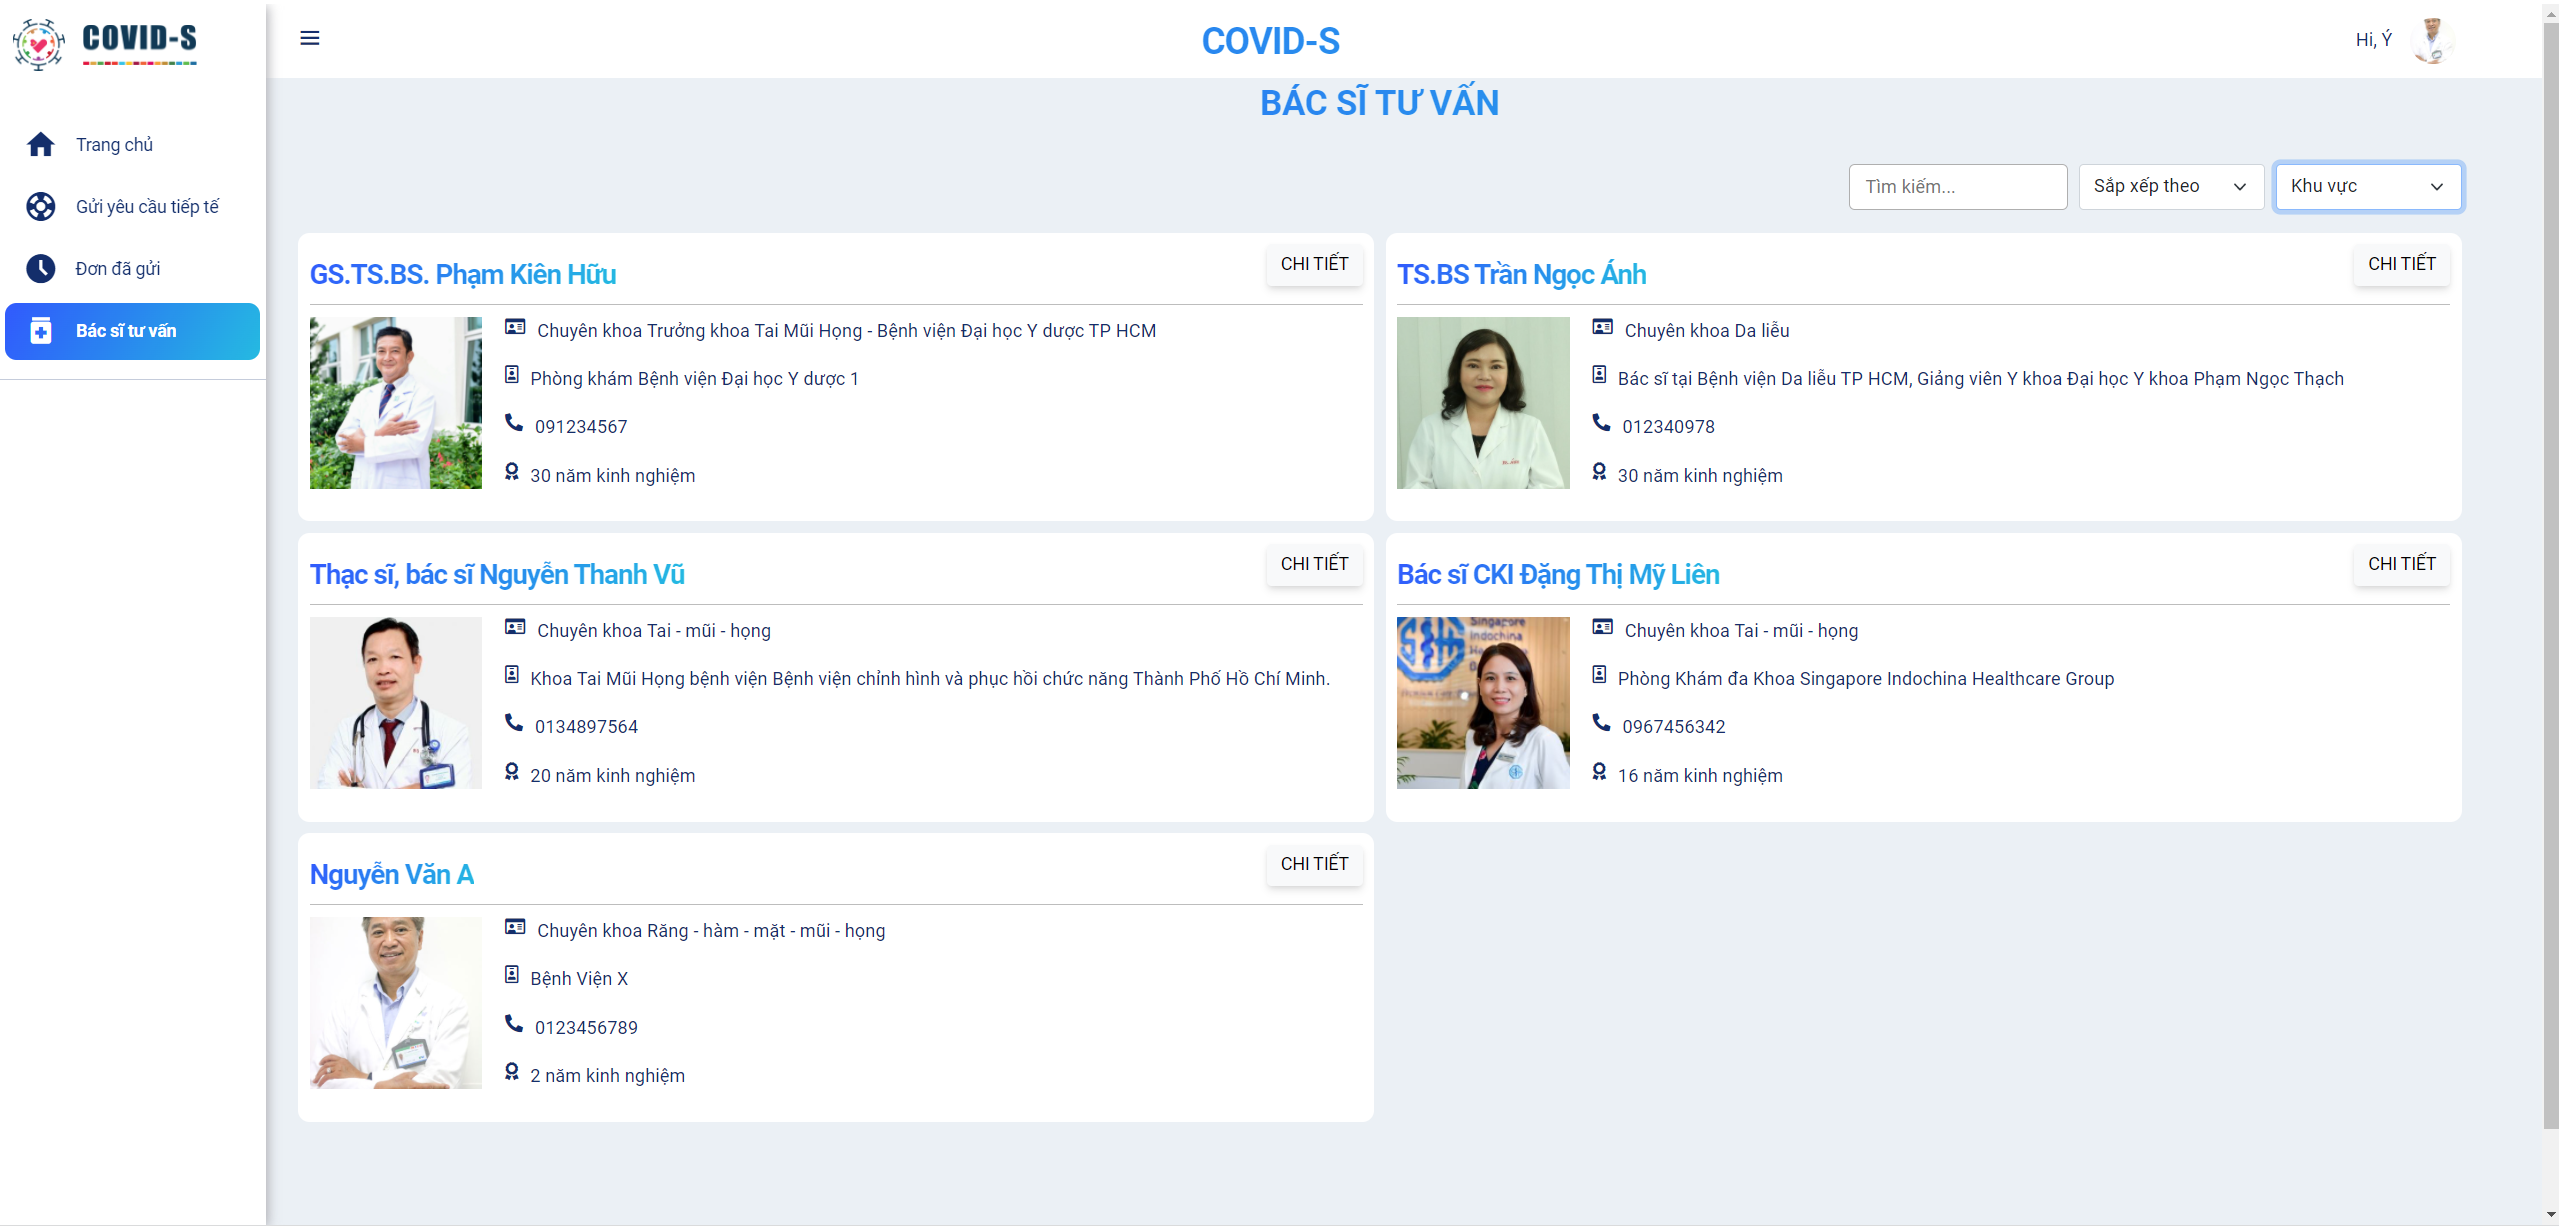 COVID-S
COVID-S
Hi, Ý
Trang chủ
Gửi yêu cầu tiếp tế
Đơn đã gửi
Bác sĩ tư vấn
BÁC SĨ TƯ VẤN
Tìm kiếm...
Sắp xếp theo
Khu vực
GS.TS.BS. Phạm Kiên Hữu
CHI TIẾT
Chuyên khoa Trưởng khoa Tai Mũi Họng - Bệnh viện Đại học Y dược TP HCM
Phòng khám Bệnh viện Đại học Y dược 1
091234567
30 năm kinh nghiệm
TS.BS Trần Ngọc Ánh
CHI TIẾT
Chuyên khoa Da liễu
Bác sĩ tại Bệnh viện Da liễu TP HCM, Giảng viên Y khoa Đại học Y khoa Phạm Ngọc Thạch
012340978
30 năm kinh nghiệm
Thạc sĩ, bác sĩ Nguyễn Thanh Vũ
CHI TIẾT
Chuyên khoa Tai - mũi - họng
Khoa Tai Mũi Họng bệnh viện Bệnh viện chỉnh hình và phục hồi chức năng Thành Phố Hồ Chí Minh.
0134897564
20 năm kinh nghiệm
Bác sĩ CKI Đặng Thị Mỹ Liên
CHI TIẾT
Singapore
Indochina
Chuyên khoa Tai - mũi - họng
Phòng Khám đa Khoa Singapore Indochina Healthcare Group
0967456342
16 năm kinh nghiệm
Nguyễn Văn A
CHI TIẾT
Chuyên khoa Răng - hàm - mặt - mũi - họng
Bệnh Viện X
0123456789
2 năm kinh nghiệm